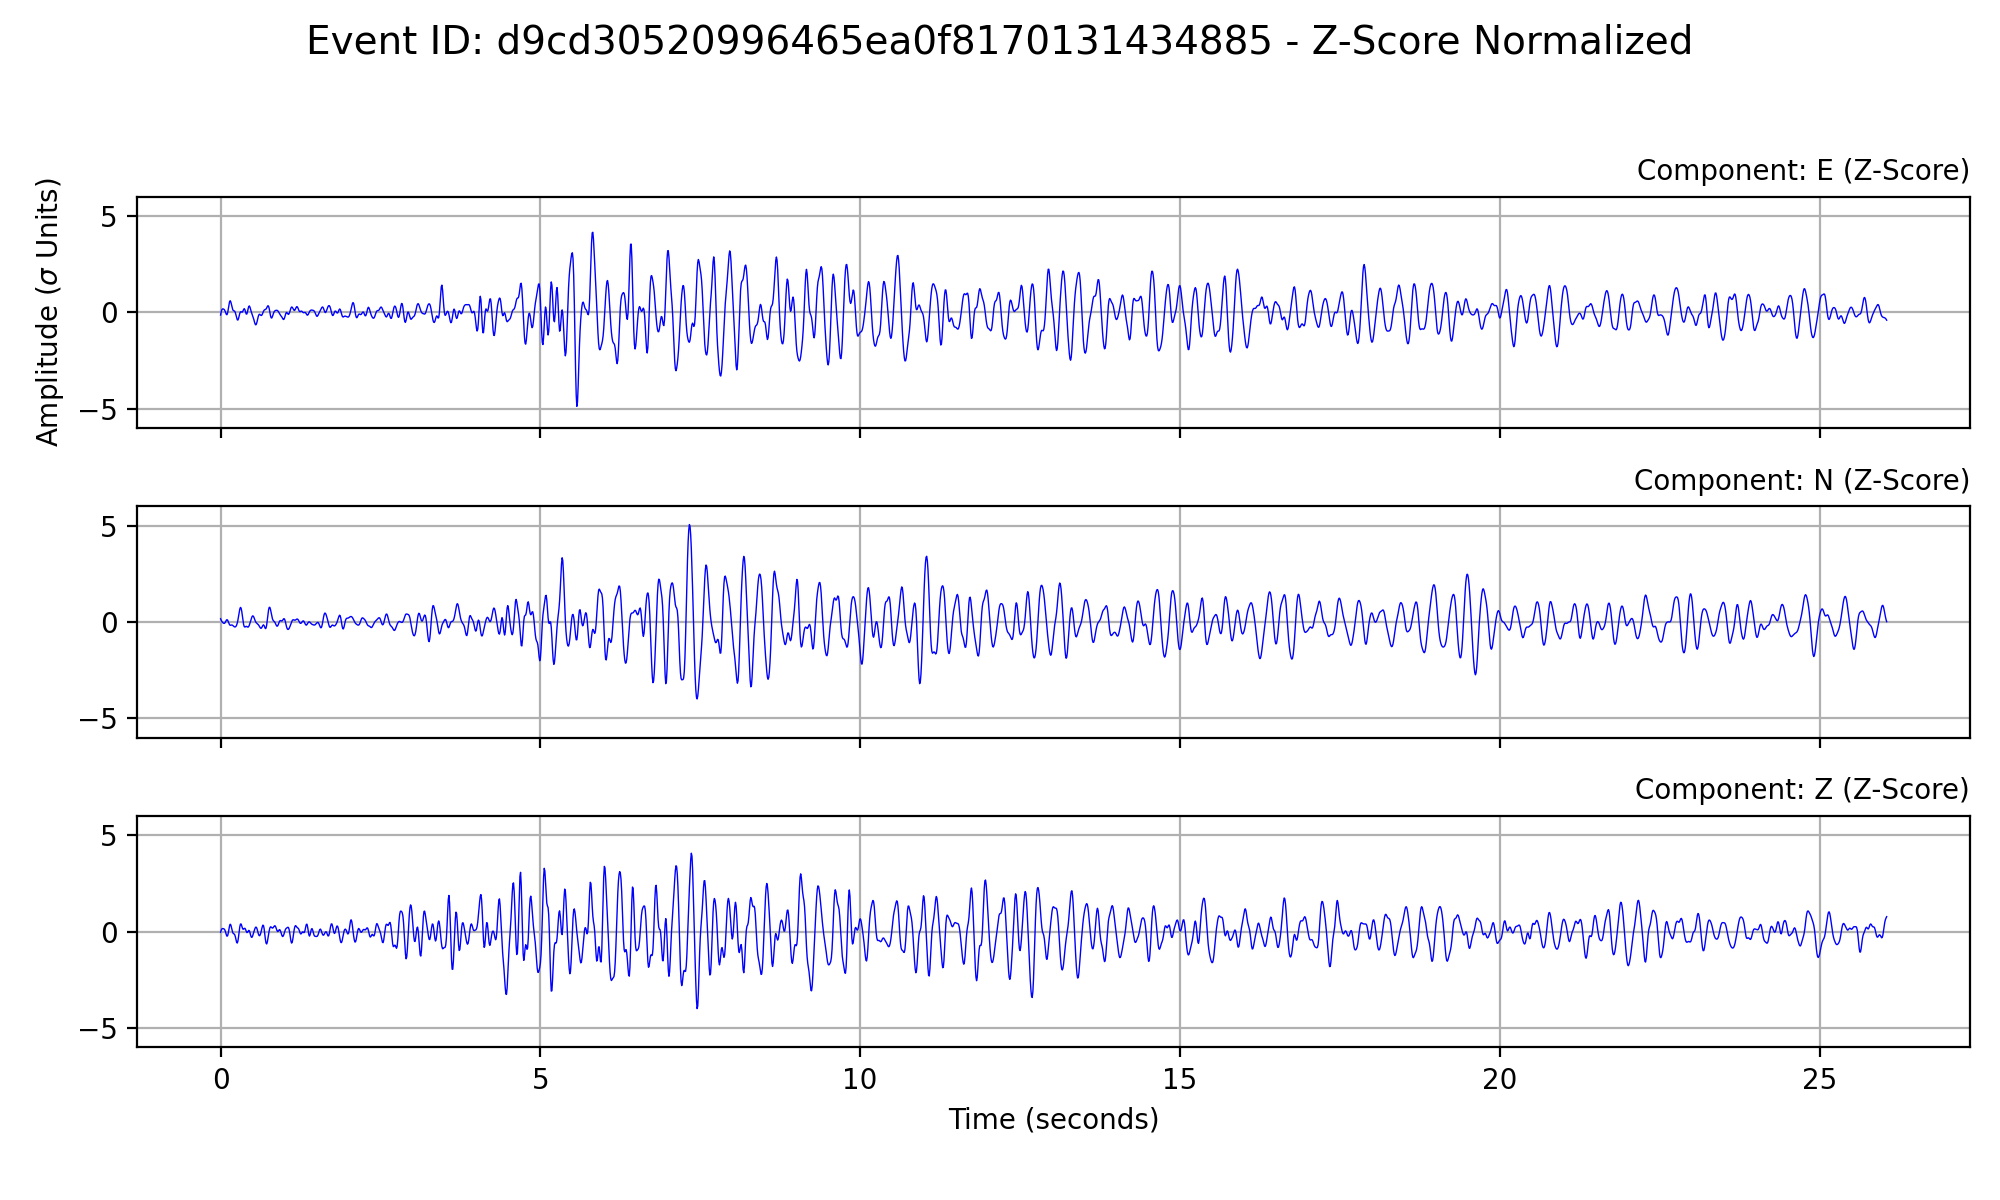 Event ID: d9cd30520996465ea0f8170131434885 - Z-Score Normalized
Component: E (Z-Score)
Amplitude (σ Units)
5
0
−5
Component: N (Z-Score)
5
0
−5
Component: Z (Z-Score)
5
0
−5
0 5 10 15 20 25
Time (seconds)